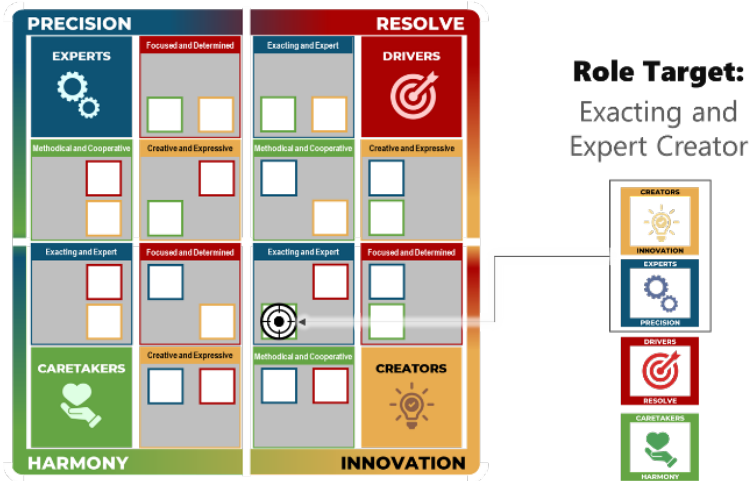 PRECISION
RESOLVE
EXPERTS
Focused and Determined
Exacting and Expert
DRIVERS
Methodical and Cooperative
Creative and Expressive
Methodical and Cooperative
Creative and Expressive
Exacting and Expert
Focused and Determined
Exacting and Expert
Focused and Determined
CARETAKERS
Creative and Expressive
Methodical and Cooperative
CREATORS
HARMONY
INNOVATION
Role Target:
Exacting and
Expert Creator
CREATORS
INNOVATION
EXPERTS
PRECISION
DRIVERS
RESOLVE
CARETAKERS
HARMONY